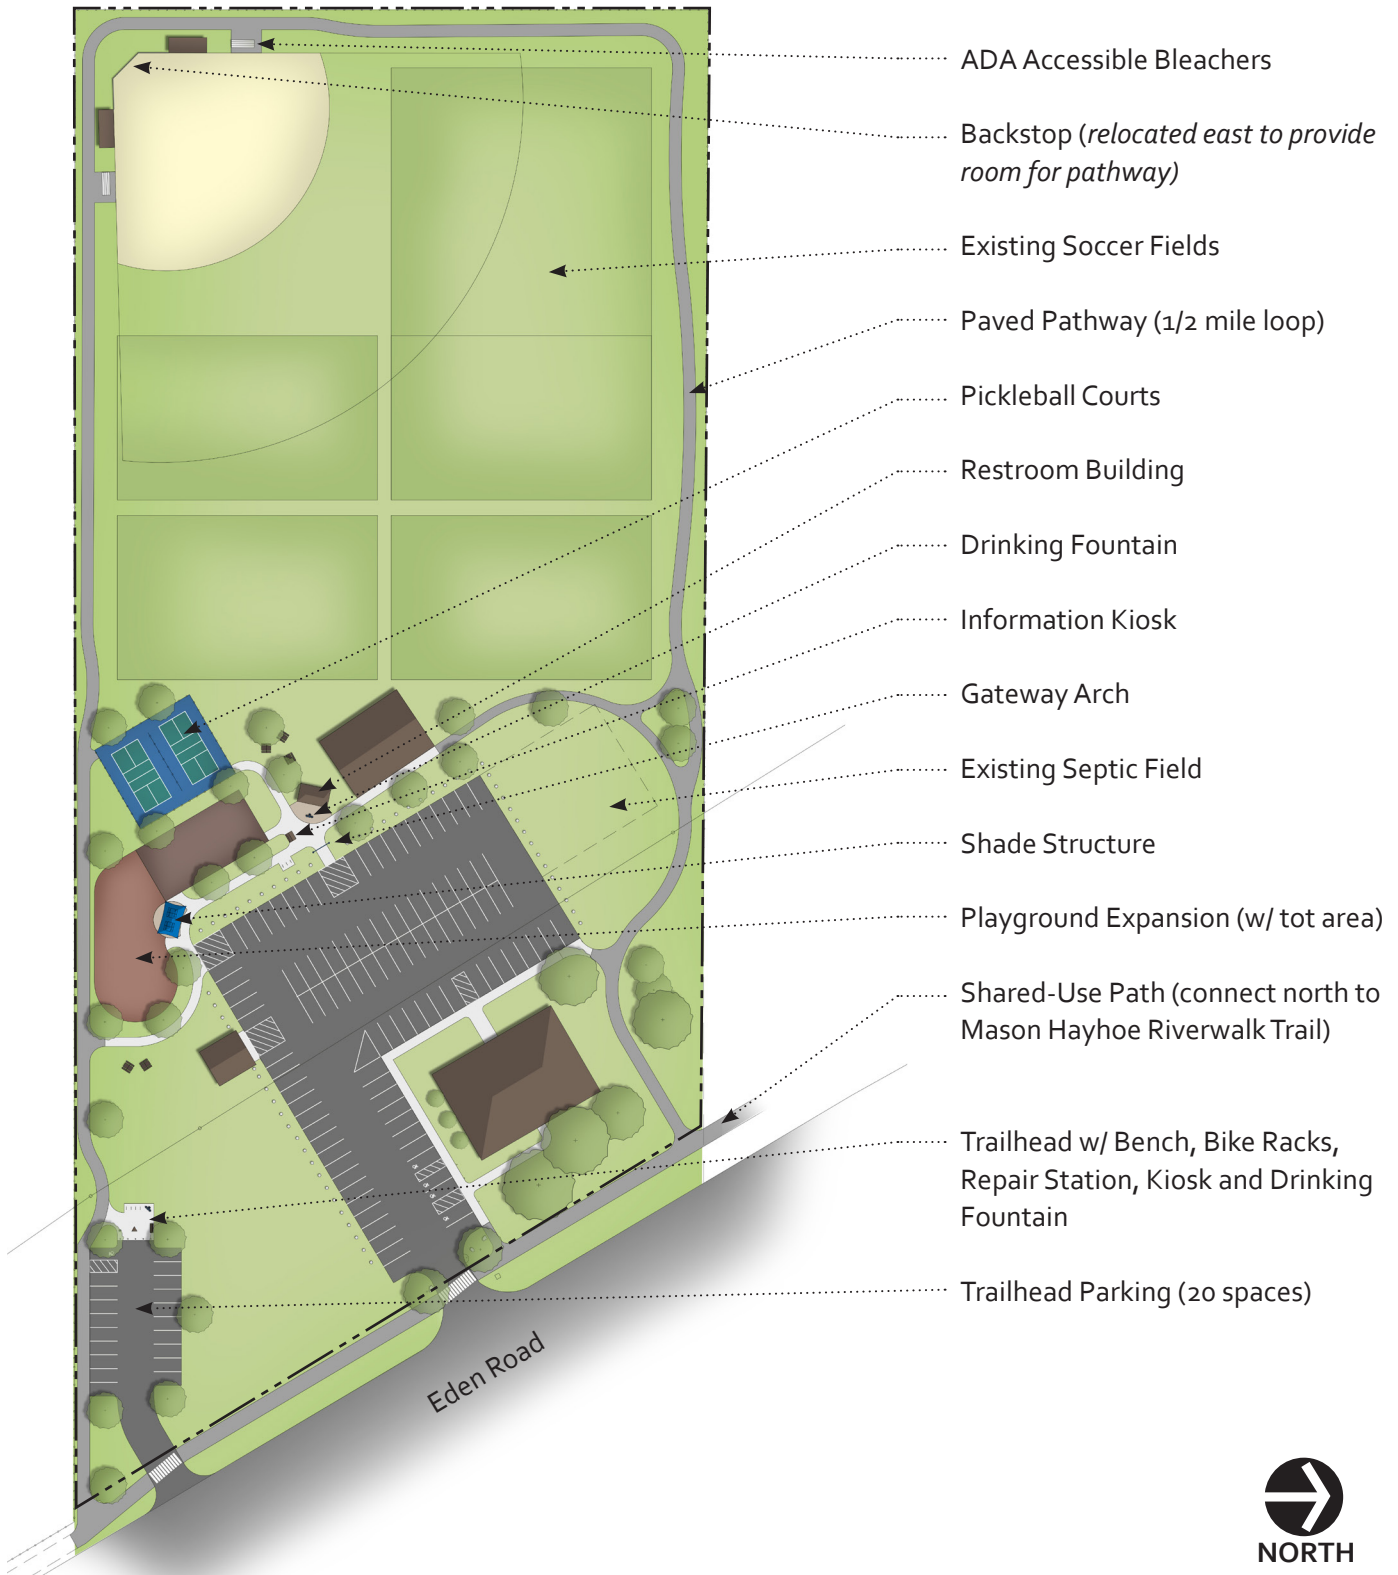 ADA Accessible Bleachers
Backstop (relocated east to provide
room for pathway)
Existing Soccer Fields
Paved Pathway (1/2 mile loop)
Pickleball Courts
Restroom Building
Drinking Fountain
Information Kiosk
Gateway Arch
Existing Septic Field
Shade Structure
Playground Expansion (w/ tot area)
Shared-Use Path (connect north to
Mason Hayhoe Riverwalk Trail)
Trailhead w/ Bench, Bike Racks,
Repair Station, Kiosk and Drinking
Fountain
Trailhead Parking (20 spaces)
Eden Road
NORTH